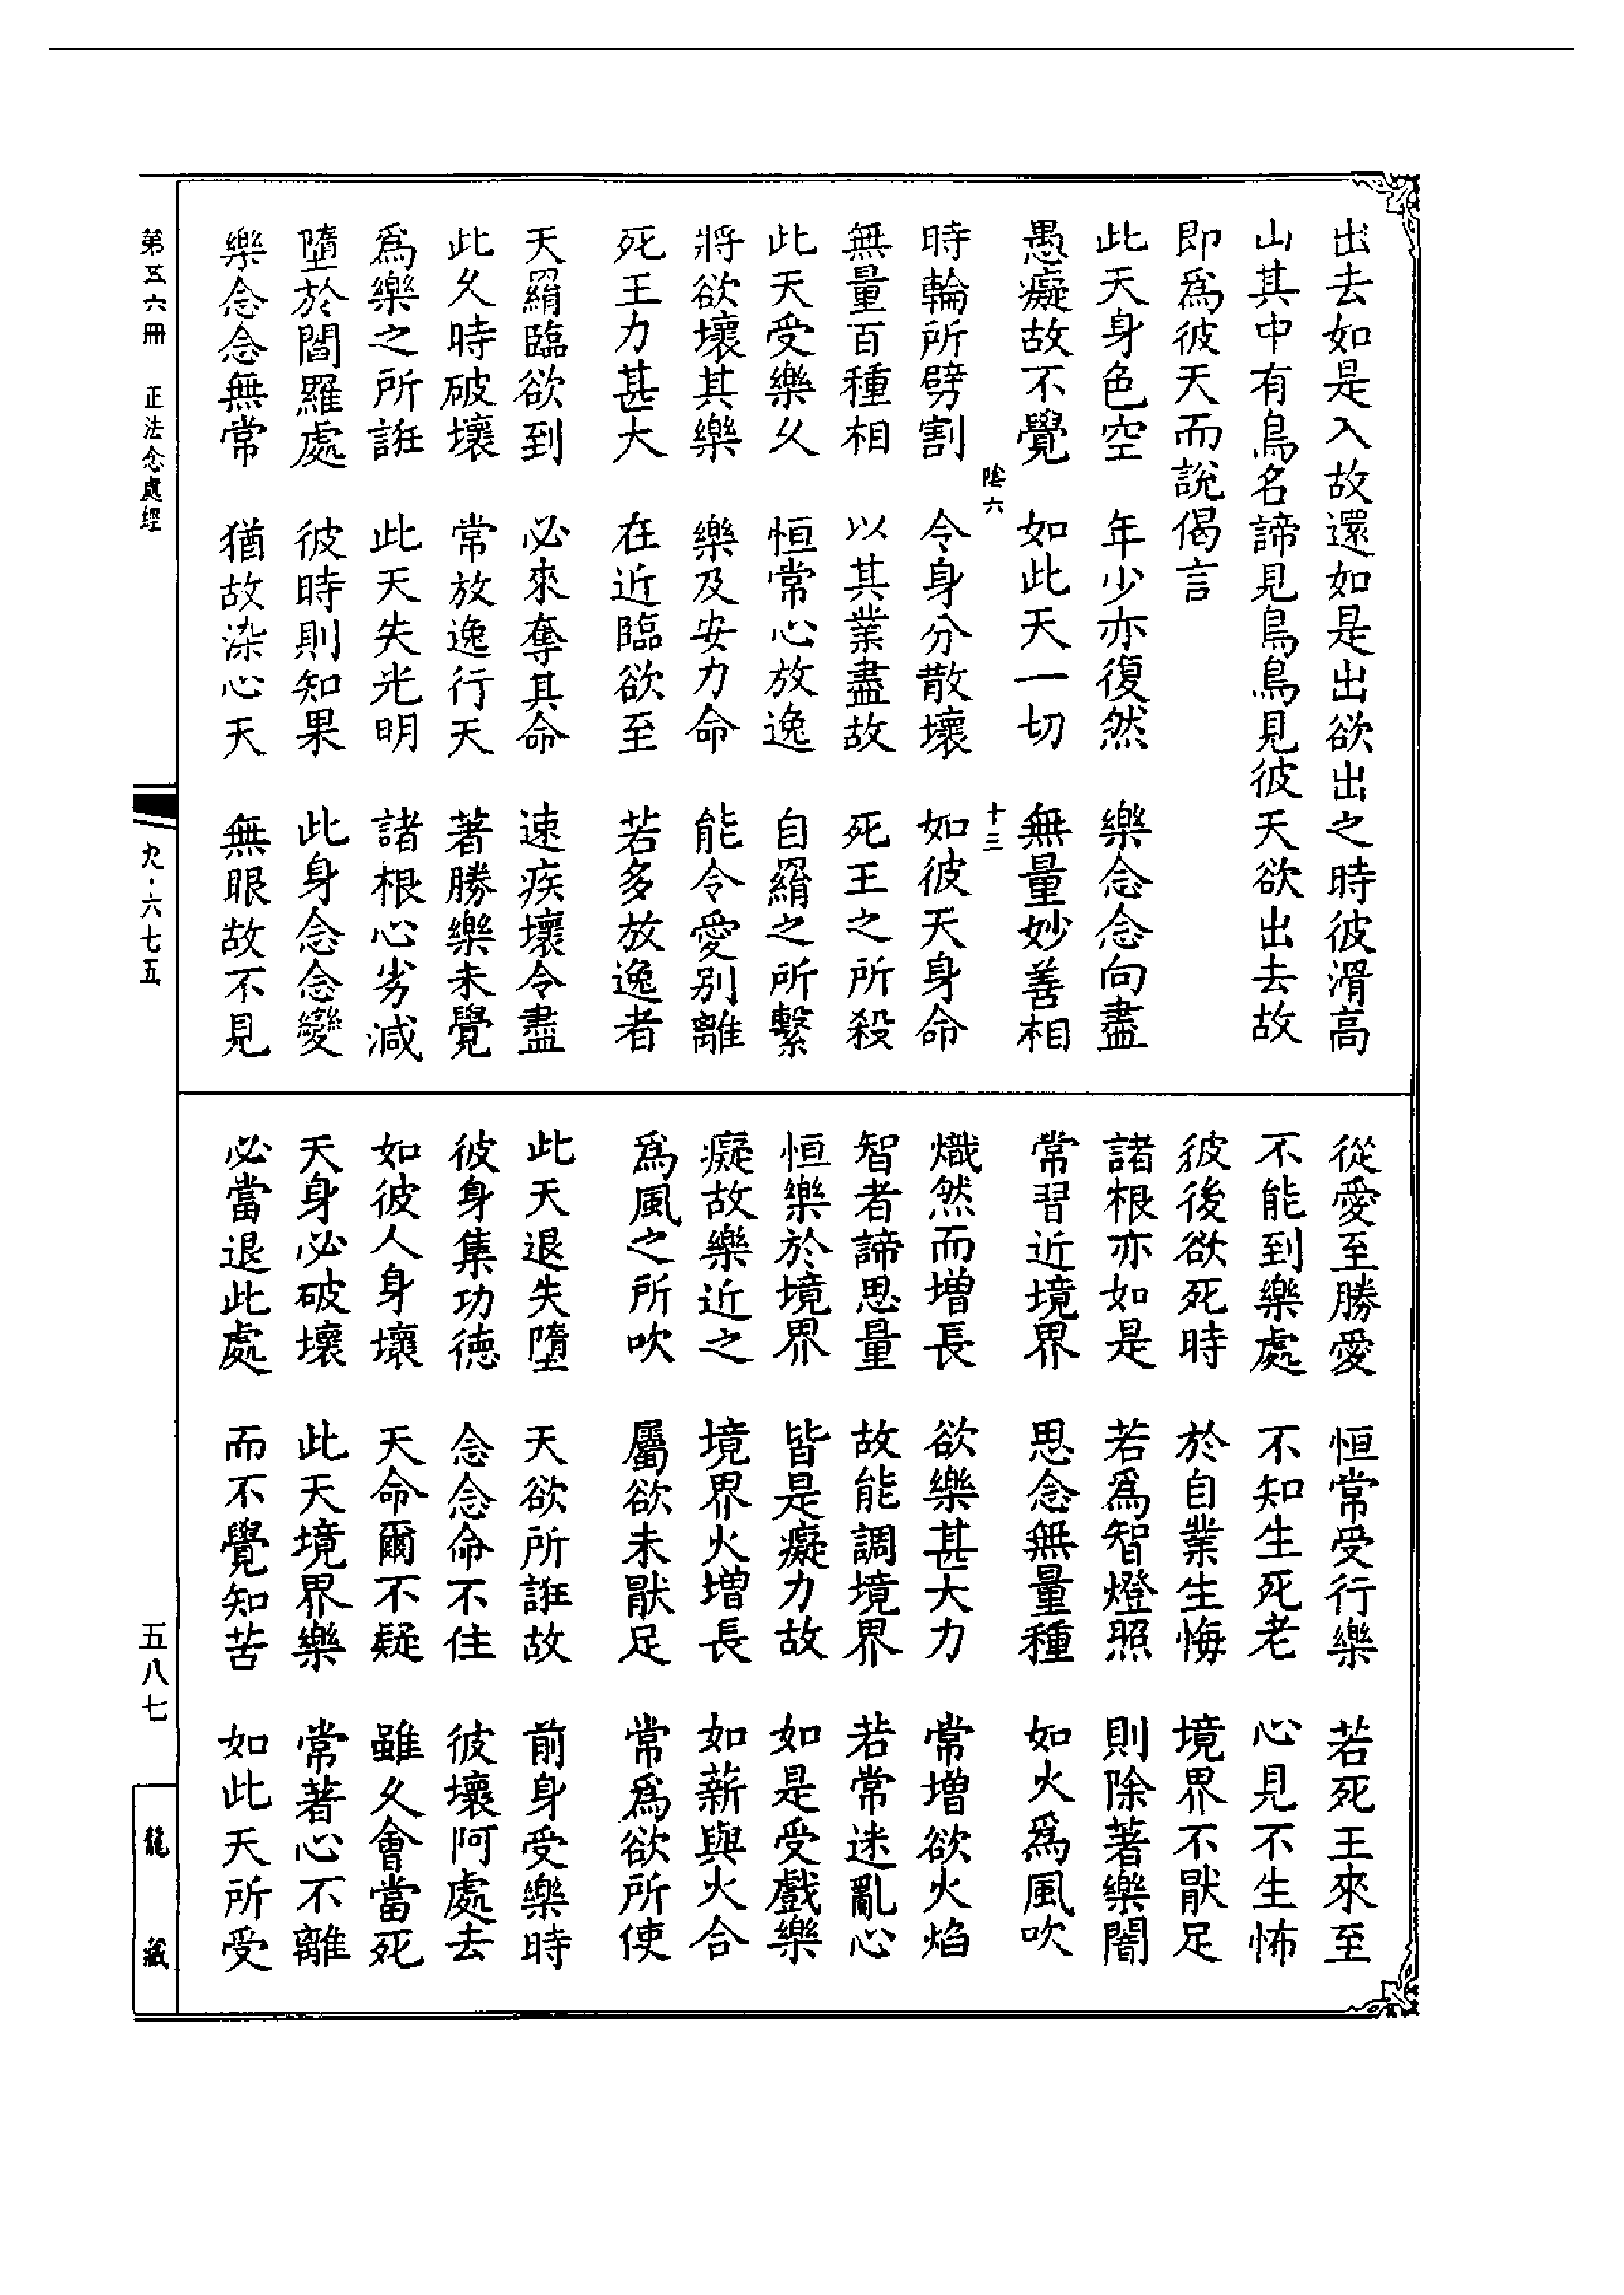 出去如是入故還如是出欲出之時彼滑高
山其中有鳥名諦見鳥鳥見彼天欲出去故
即爲彼天而說偈言
此天身色空　年少亦復然　樂念念向盡
愚癡故不覺　如此天一切　無量妙善相
陰六　十三
時輪所劈割　令身分散壞　如彼天身命
無量百種相　以其業盡故　死王之所殺
此天受樂久　恒常心放逸　自羂之所繫
將欲壞其樂　樂及安力命　能令愛別離
死王力甚大　在近臨欲至　若多放逸者
天羂臨欲到　必來奪其命　速疾壞令盡
此久時破壞　常放逸行天　著勝樂未覺
爲樂之所誑　此天失光明　諸根心劣減
墮於閻羅處　彼時則知果　此身念念變
樂念念無常　猶故染心天　無眼故不見
從愛至勝愛　恒常受行樂　若死王來至
不能到樂處　不知生死老　心見不生怖
彼後欲死時　於自業生悔　境界不猒足
諸根亦如是　若爲智燈照　則除著樂闇
常習近境界　思念無量種　如火爲風吹
熾然而增長　欲樂甚大力　常增欲火焰
智者諦思量　故能調境界　若常迷亂心
恒樂於境界　皆是癡力故　如是受戲樂
癡故樂近之　境界火增長　如薪與火合
爲風之所吹　屬欲未猒足　常爲欲所使
此天退失墮　天欲所誑故　前身受樂時
彼身集功德　念念命不住　彼壞阿處去
如彼人身壞　天命爾不疑　雖久會當死
天身必破壞　此天境界樂　常著心不離
必當退此處　而不覺知苦　如此天所受
第五六冊　正法念處經
九·六七五
五八七
龍藏